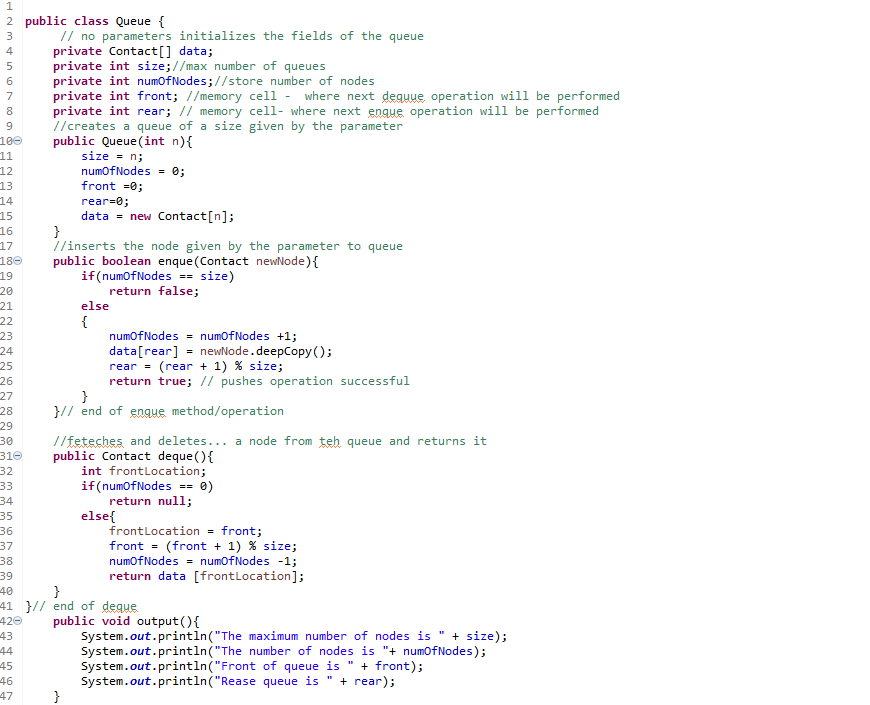 1
2 public class Queue {
3 // no parameters initializes the fields of the queue
4 private Contact[] data;
5 private int size;//max number of queues
6 private int numOfNodes;//store number of nodes
7 private int front; //memory cell - where next dequue operation will be performed
8 private int rear; // memory cell- where next enque operation will be performed
9 //creates a queue of a size given by the parameter
10 public Queue(int n){
11 size = n;
12 numOfNodes = 0;
13 front =0;
14 rear=0;
15 data = new Contact[n];
16 }
17 //inserts the node given by the parameter to queue
18 public boolean enque(Contact newNode){
19 if(numOfNodes == size)
20 return false;
21 else
22 {
23 numOfNodes = numOfNodes +1;
24 data[rear] = newNode.deepCopy();
25 rear = (rear + 1) % size;
26 return true; // pushes operation successful
27 }
28 }// end of enque method/operation
29
30 //feteches and deletes... a node from teh queue and returns it
31 public Contact deque(){
32 int frontLocation;
33 if(numOfNodes == 0)
34 return null;
35 else{
36 frontLocation = front;
37 front = (front + 1) % size;
38 numOfNodes = numOfNodes -1;
39 return data [frontLocation];
40 }
41 }// end of deque
42 public void output(){
43 System.out.println("The maximum number of nodes is " + size);
44 System.out.println("The number of nodes is "+ numOfNodes);
45 System.out.println("Front of queue is " + front);
46 System.out.println("Rease queue is " + rear);
47 }